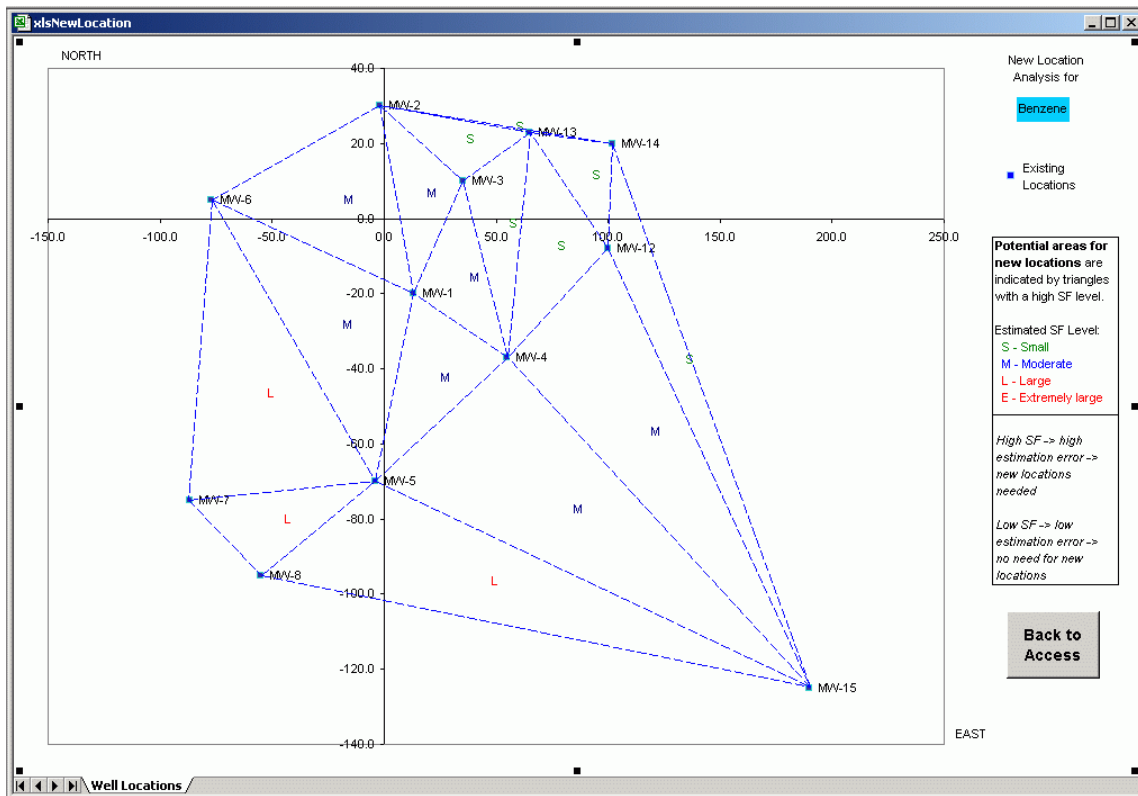 xlsNewLocation
NORTH
New Location
Analysis for
Benzene
Existing
Locations
40.0
MW-2
S
S
MW-13
20.0
S
MW-14
MW-3
S
MW-6
M
M
0.0
S
-150.0
-100.0
-50.0
0.0
50.0
100.0
150.0
200.0
250.0
S
MW-12
M
-20.0
MW-1
M
MW-4
S
-40.0
M
L
M
-60.0
MW-5
MW-7
M
-80.0
L
MW-8
L
-100.0
-120.0
MW-15
-140.0
EAST
Potential areas for
new locations are
indicated by triangles
with a high SF level.
Estimated SF Level:
S - Small
M - Moderate
L - Large
E - Extremely large
High SF -> high
estimation error ->
new locations
needed
Low SF -> low
estimation error ->
no need for new
locations
Back to
Access
Well Locations